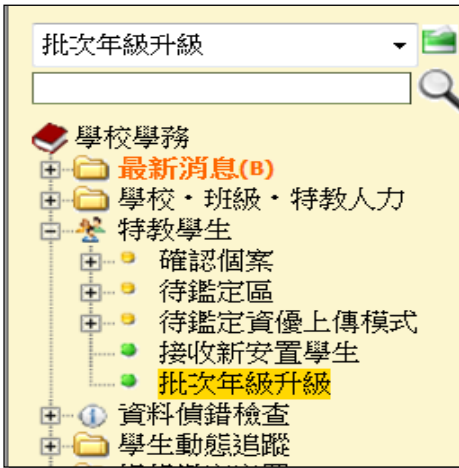 批次年級升級
學校學務
最新消息(B)
學校・班級・特教人力
特教學生
確認個案
待鑑定區
待鑑定資優上傳模式
接收新安置學生
批次年級升級
資料偵錯檢查
學生動態追蹤